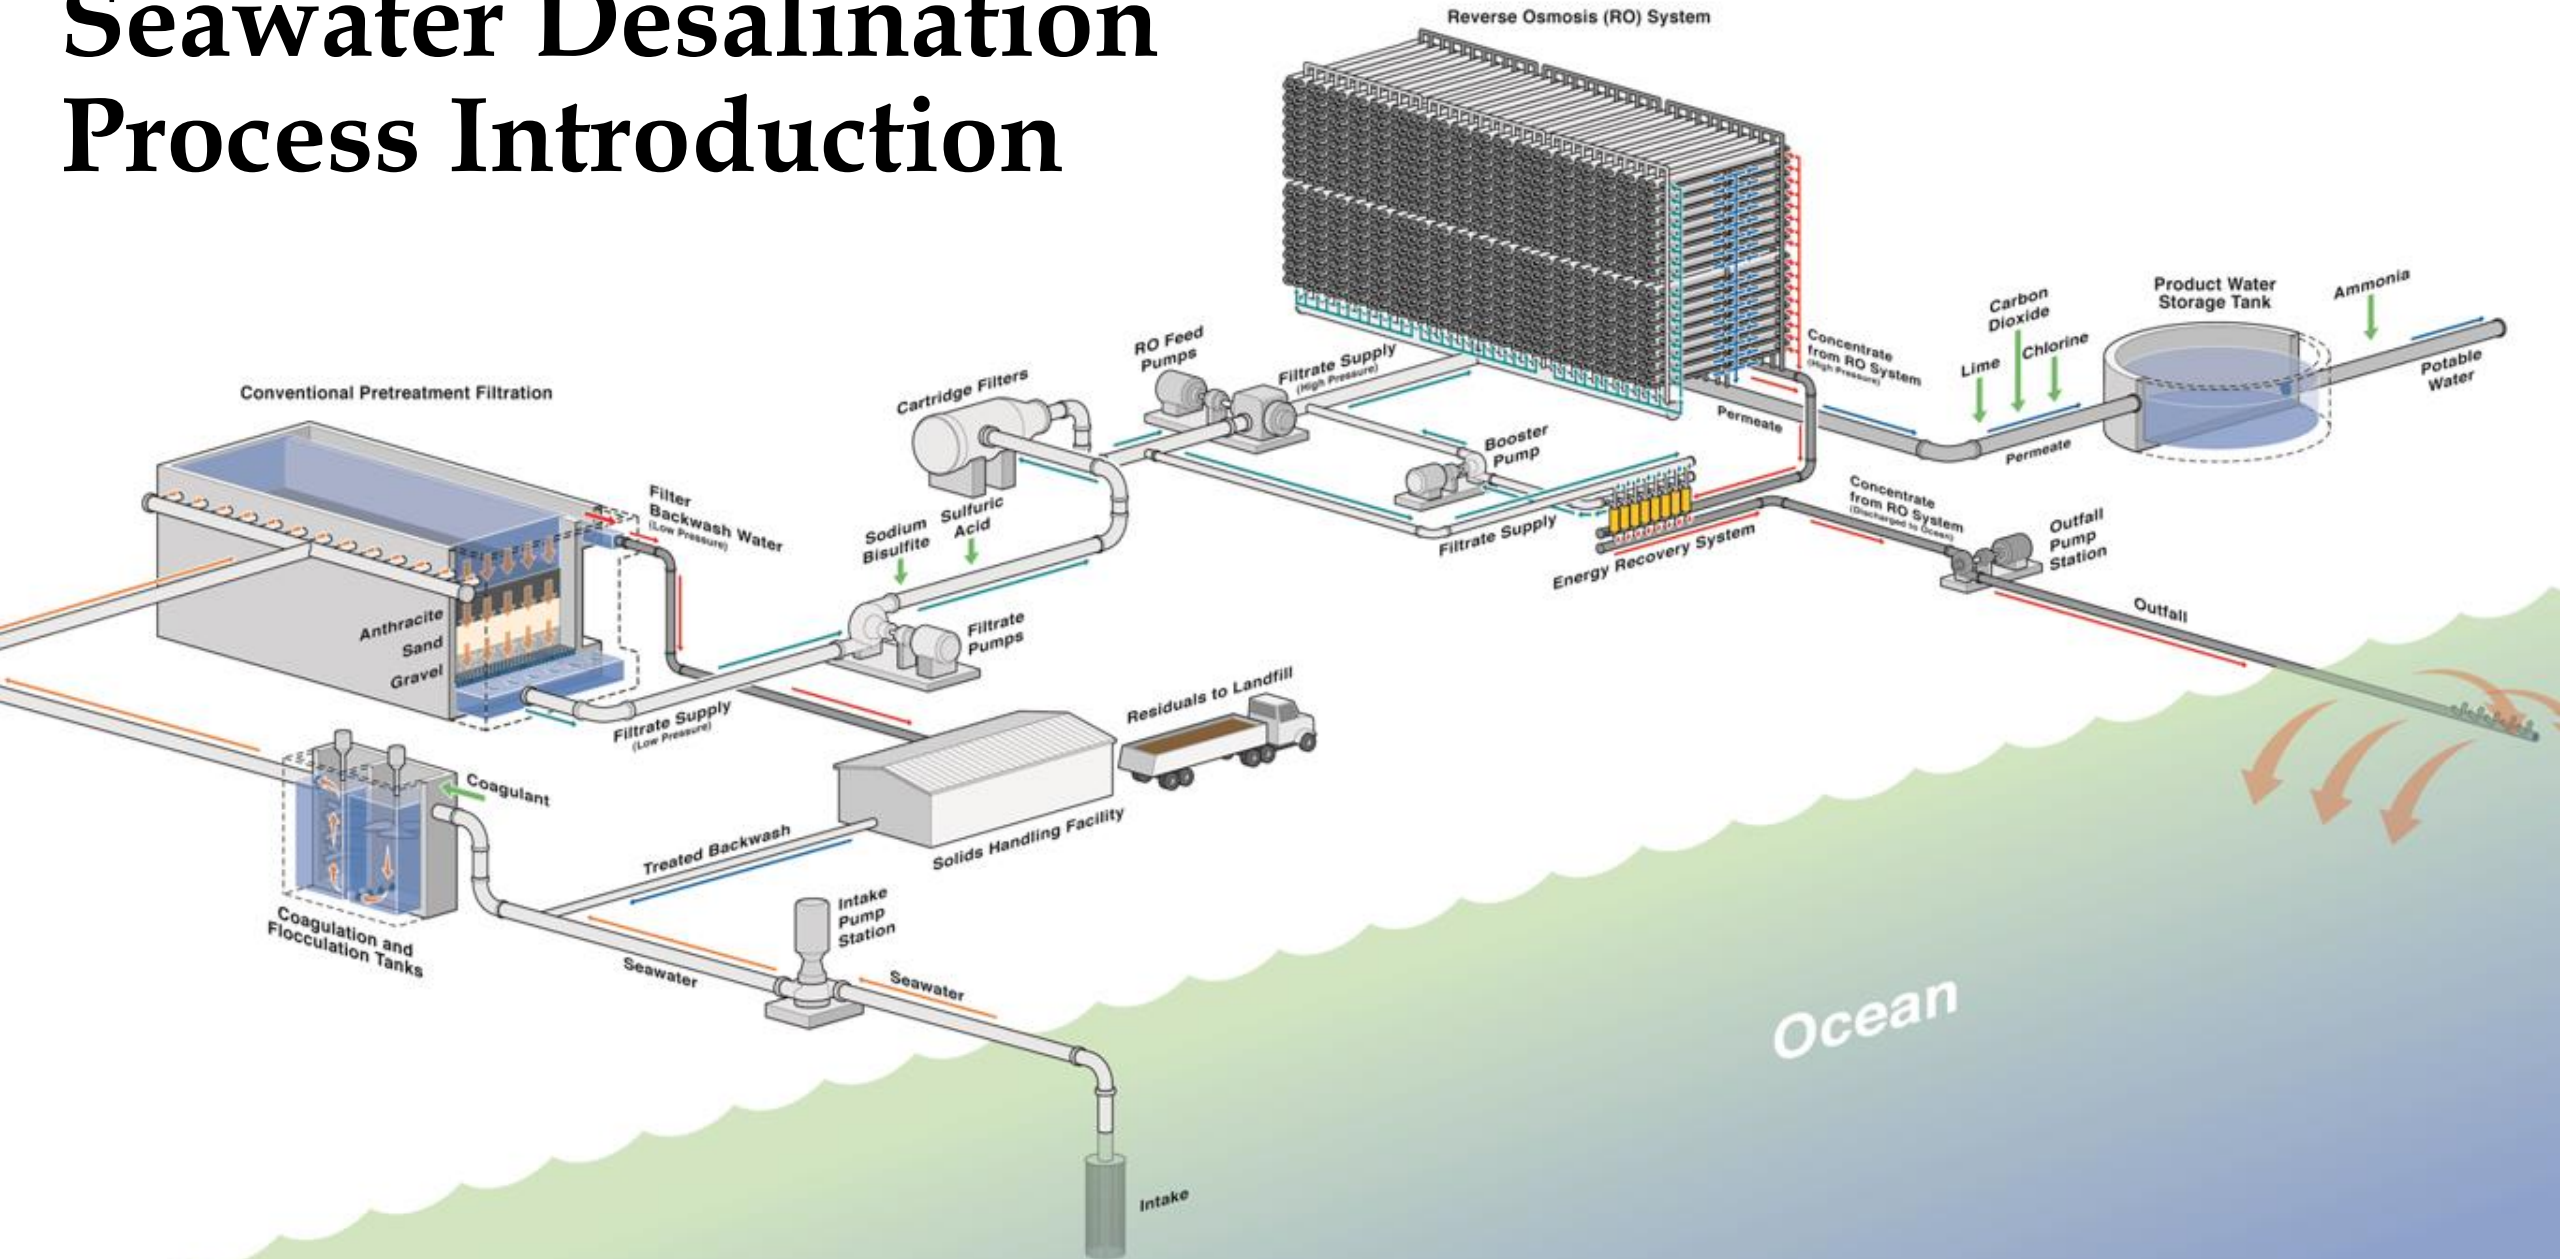 Seawater Desalination
Process Introduction
Reverse Osmosis (RO) System
Conventional Pretreatment Filtration
Filter
Backwash Water
(Low Pressure)
Anthracite
Sand
Gravel
Filtrate Supply
(Low Pressure)
Coagulant
Coagulation and
Flocculation Tanks
Treated Backwash
Seawater
Intake
Pump
Station
Seawater
Intake
Solids Handling Facility
Residuals to Landfill
Filtrate
Pumps
Sodium
Bisulfite
Sulfuric
Acid
Cartridge Filters
RO Feed
Pumps
Filtrate Supply
(High Pressure)
Booster
Pump
Filtrate Supply
Energy Recovery System
Permeate
Concentrate
from RO System
(High Pressure)
Lime
Carbon
Dioxide
Chlorine
Permeate
Product Water
Storage Tank
Ammonia
Potable
Water
Concentrate
from RO System
(Discharged to Ocean)
Outfall
Pump
Station
Outfall
Ocean